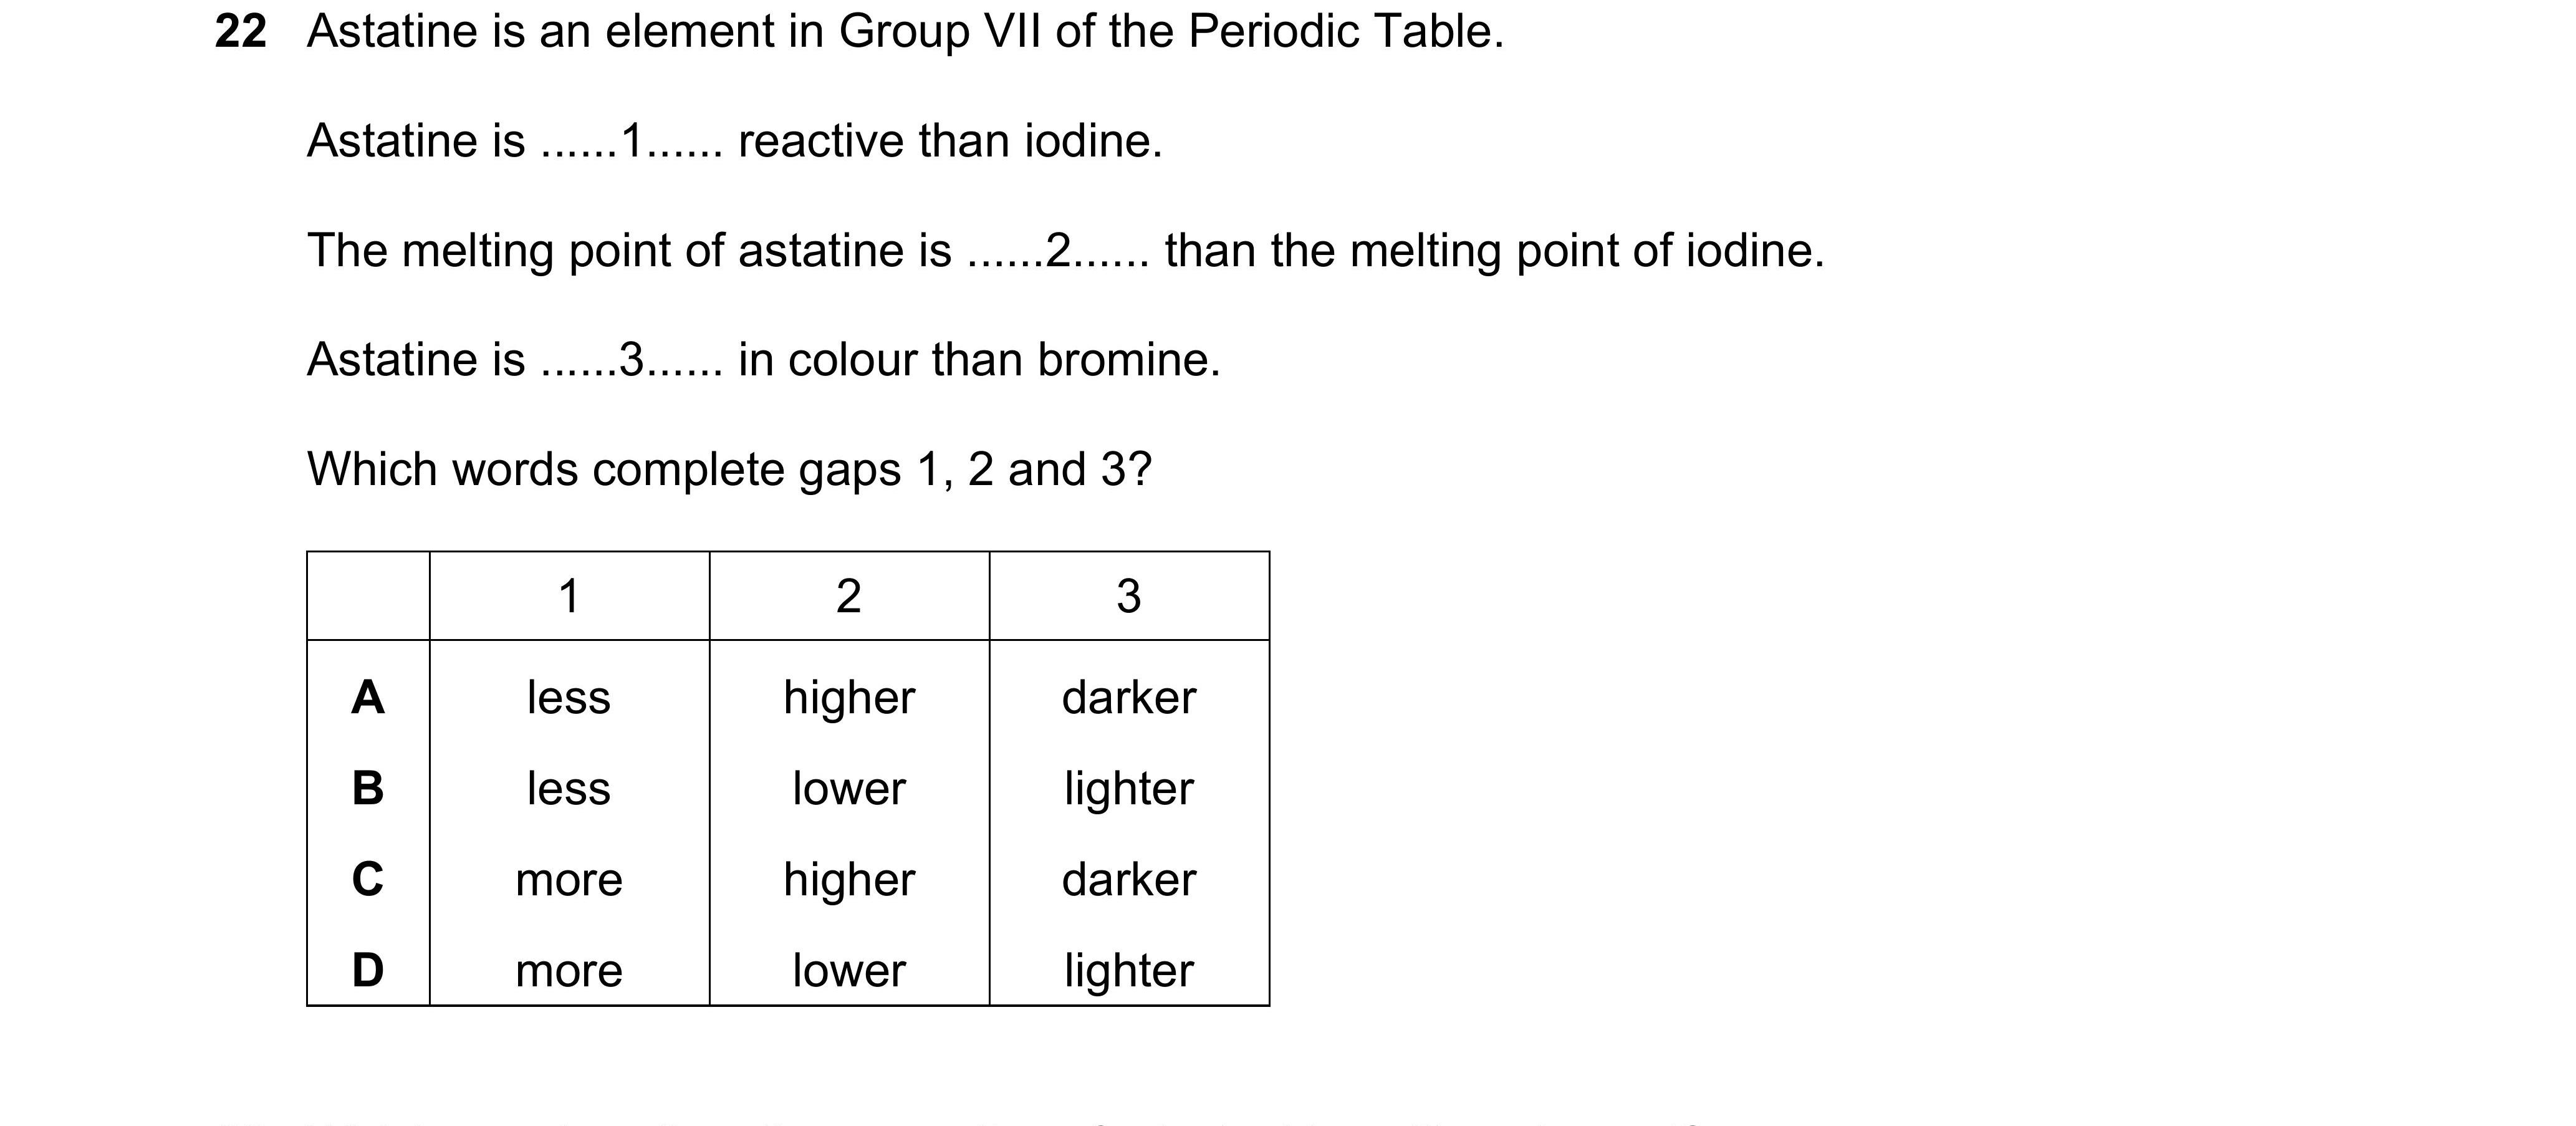 22 Astatine is an element in Group VII of the Periodic Table.
Astatine is ......1...... reactive than iodine.
The melting point of astatine is ......2...... than the melting point of iodine.
Astatine is ......3...... in colour than bromine.
Which words complete gaps 1, 2 and 3?
1 2 3
A less higher darker
B less lower lighter
C more higher darker
D more lower lighter